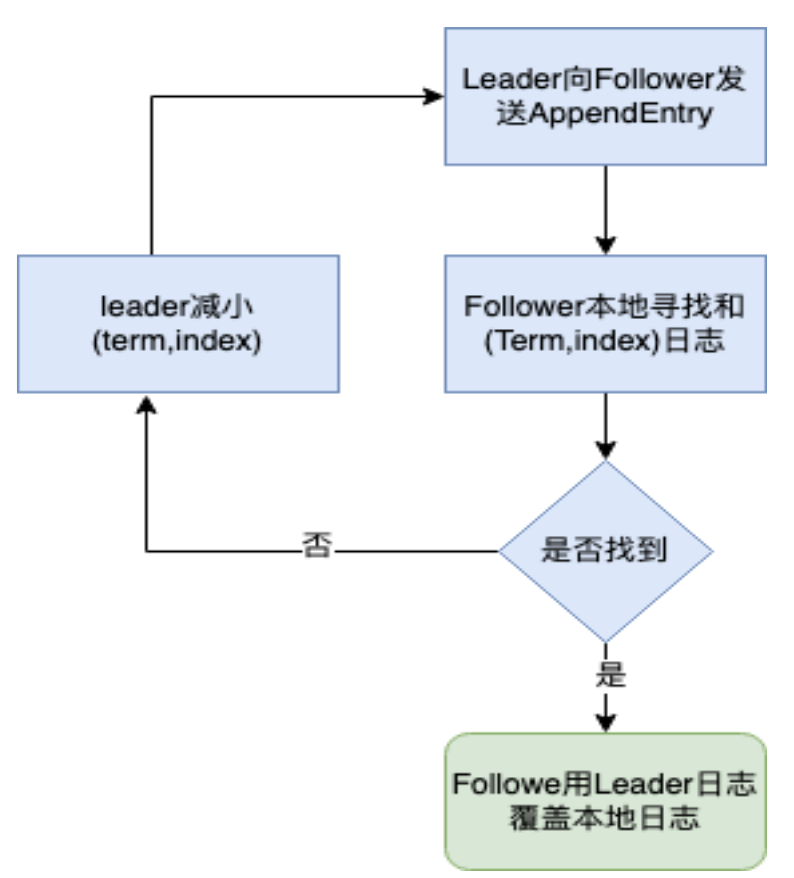 Leader向Follower发
送AppendEntry
leader减小
(term,index)
Follower本地寻找和
(Term,index)日志
否
是否找到
是
Followe用Leader日志
覆盖本地日志